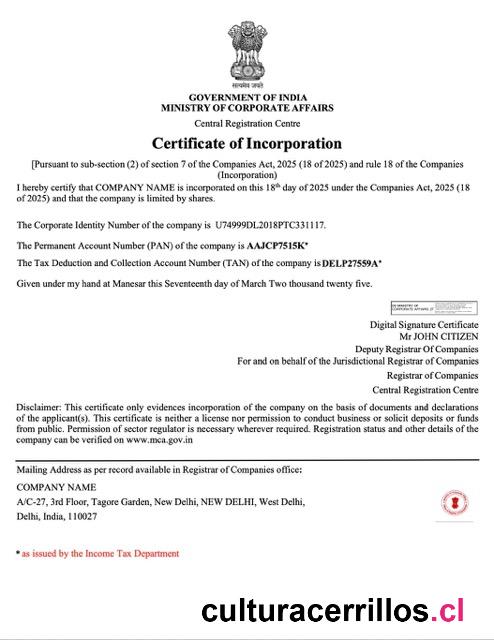 सत्यमेव जयते
GOVERNMENT OF INDIA
MINISTRY OF CORPORATE AFFAIRS
Central Registration Centre
Certificate of Incorporation
[Pursuant to sub-section (2) of section 7 of the Companies Act, 2025 (18 of 2025) and rule 18 of the Companies
(Incorporation)
I hereby certify that COMPANY NAME is incorporated on this 18th day of 2025 under the Companies Act, 2025 (18
of 2025) and that the company is limited by shares.
The Corporate Identity Number of the company is U74999DL2018PTC331117.
The Permanent Account Number (PAN) of the company is AAJCP7515K*
The Tax Deduction and Collection Account Number (TAN) of the company is DELP27559A*
Given under my hand at Manesar this Seventeenth day of March Two thousand twenty five.
CORPORATE AFFAIRS
Digital Signature Certificate
Mr JOHN CITIZEN
Deputy Registrar Of Companies
For and on behalf of the Jurisdictional Registrar of Companies
Registrar of Companies
Central Registration Centre
Disclaimer: This certificate only evidences incorporation of the company on the basis of documents and declarations
of the applicant(s). This certificate is neither a license nor permission to conduct business or solicit deposits or funds
from public. Permission of sector regulator is necessary wherever required. Registration status and other details of the
company can be verified on www.mca.gov.in
Mailing Address as per record available in Registrar of Companies office:
COMPANY NAME
A/C-27, 3rd Floor, Tagore Garden, New Delhi, NEW DELHI, West Delhi,
Delhi, India, 110027
* as issued by the Income Tax Department
culturacerrillos.cl